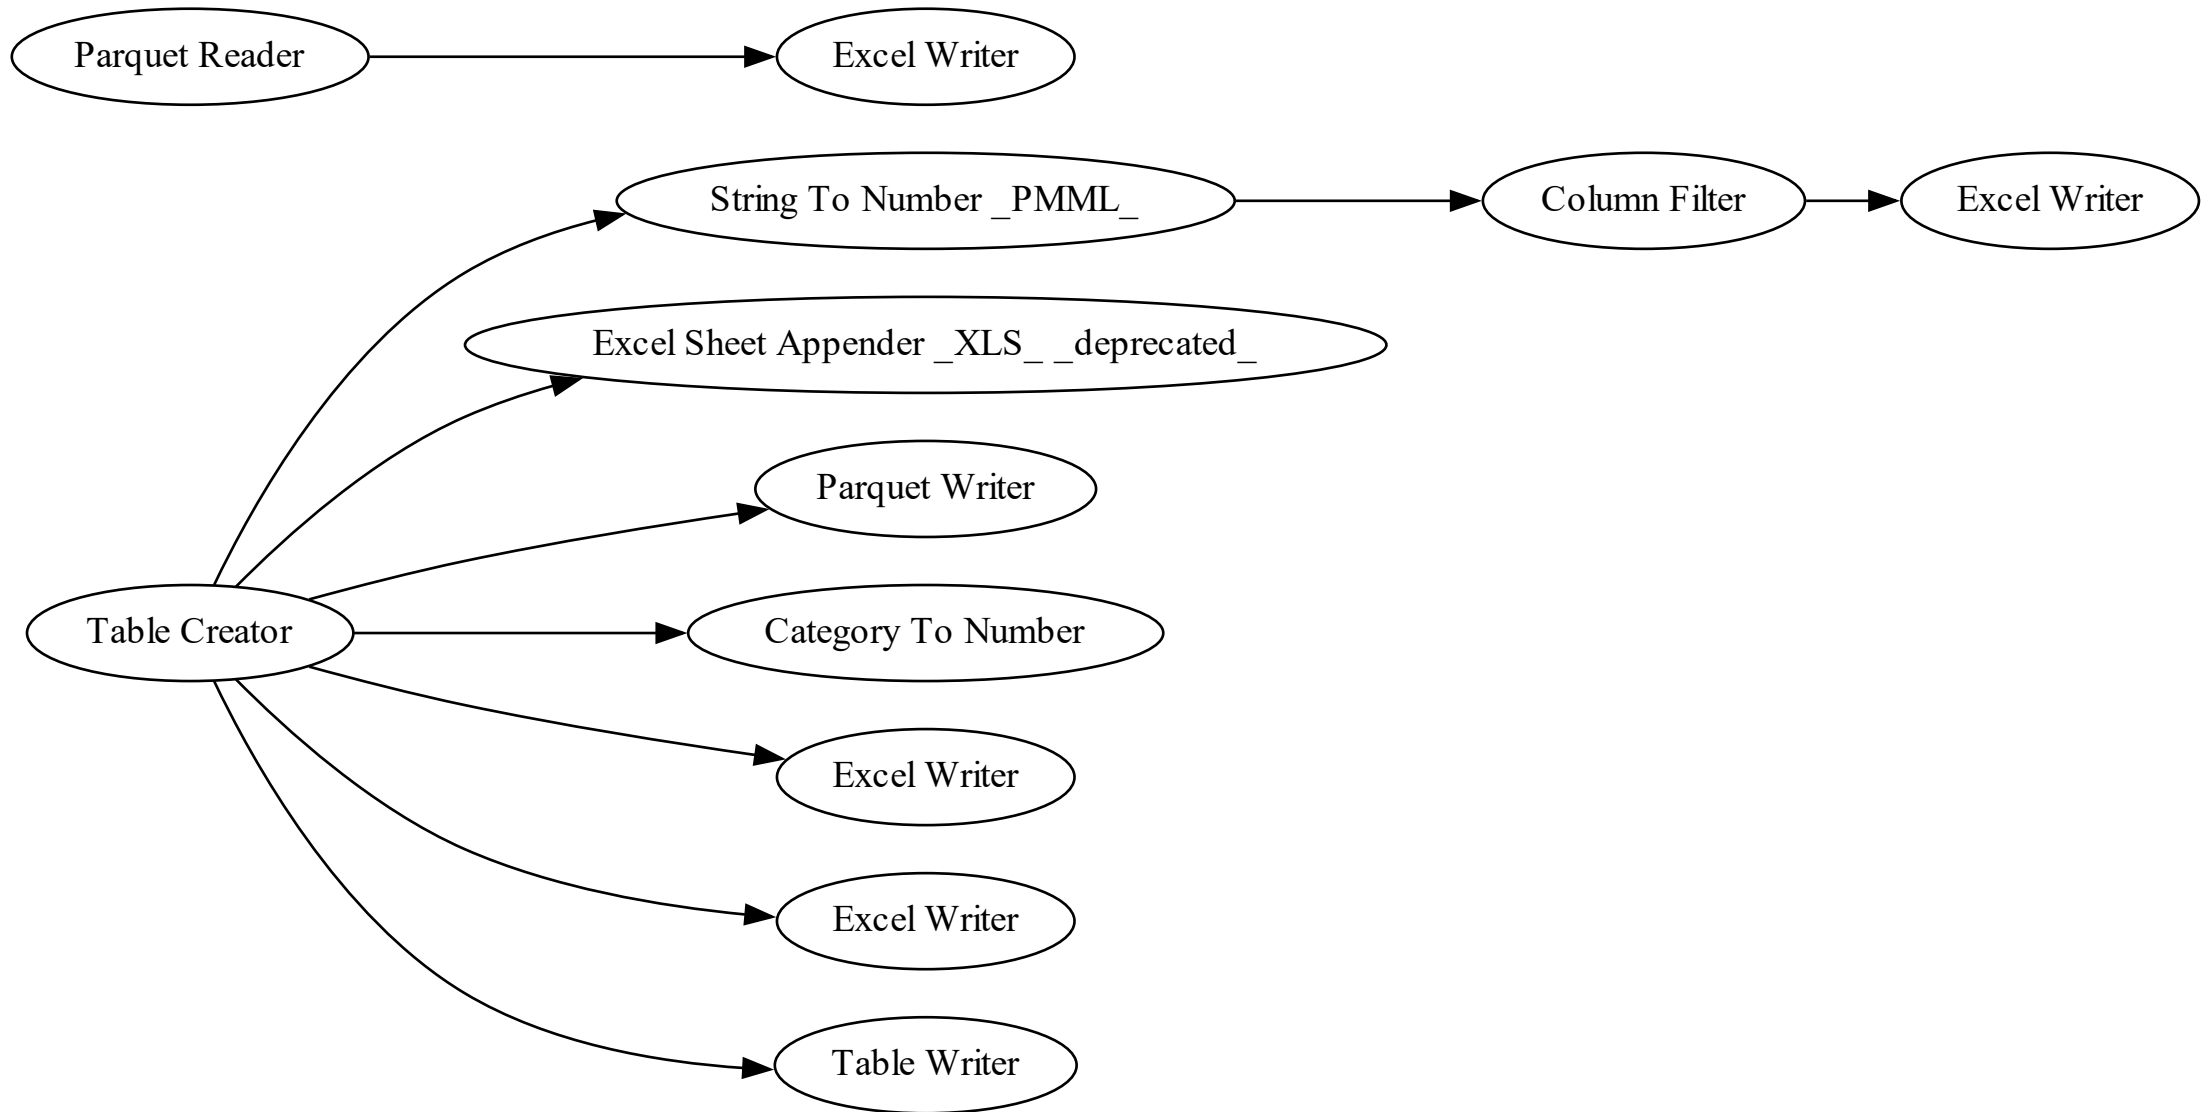 Parquet Reader
Excel Writer
String To Number _PMML_
Column Filter
Excel Writer
Excel Sheet Appender _XLS_ _deprecated_
Parquet Writer
Table Creator
Category To Number
Excel Writer
Excel Writer
Table Writer